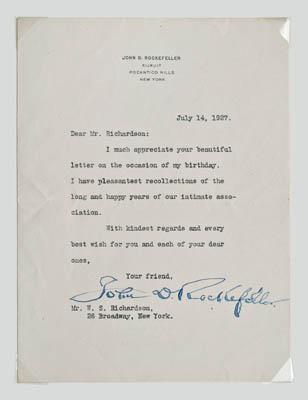 JOHN D. ROCKEFELLER
KIJKUIT
POCANTICO HILLS
NEW YORK
July 14, 1927.
Dear Mr. Richardson:
I much appreciate your beautiful
letter on the occasion of my birthday.
I have pleasantest recollections of the
long and happy years of our intimate asso-
ciation.
With kindest regards and every
best wish for you and each of your dear
ones,
Your friend,
John D. Rockefeller.
Mr. W. S. Richardson,
26 Broadway, New York.